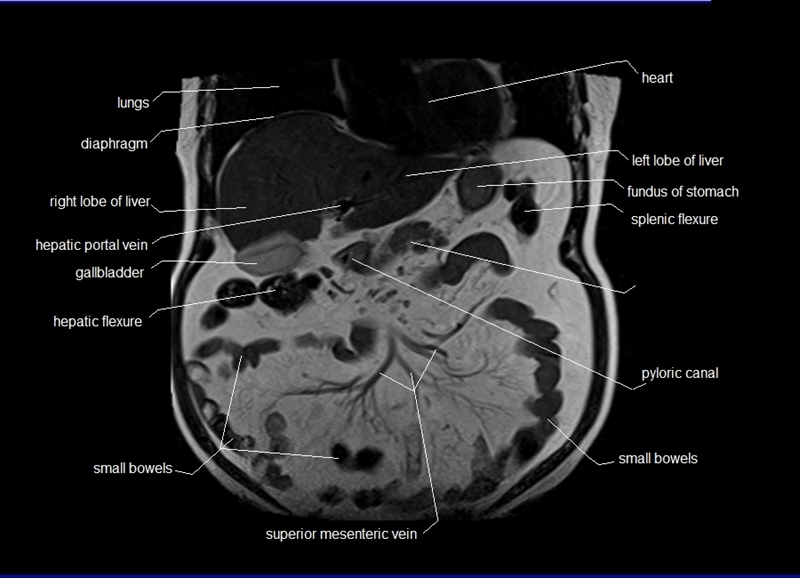 heart
lungs
diaphragm
left lobe of liver
fundus of stomach
right lobe of liver
splenic flexure
hepatic portal vein
gallbladder
hepatic flexure
pyloric canal
small bowels
small bowels
superior mesenteric vein